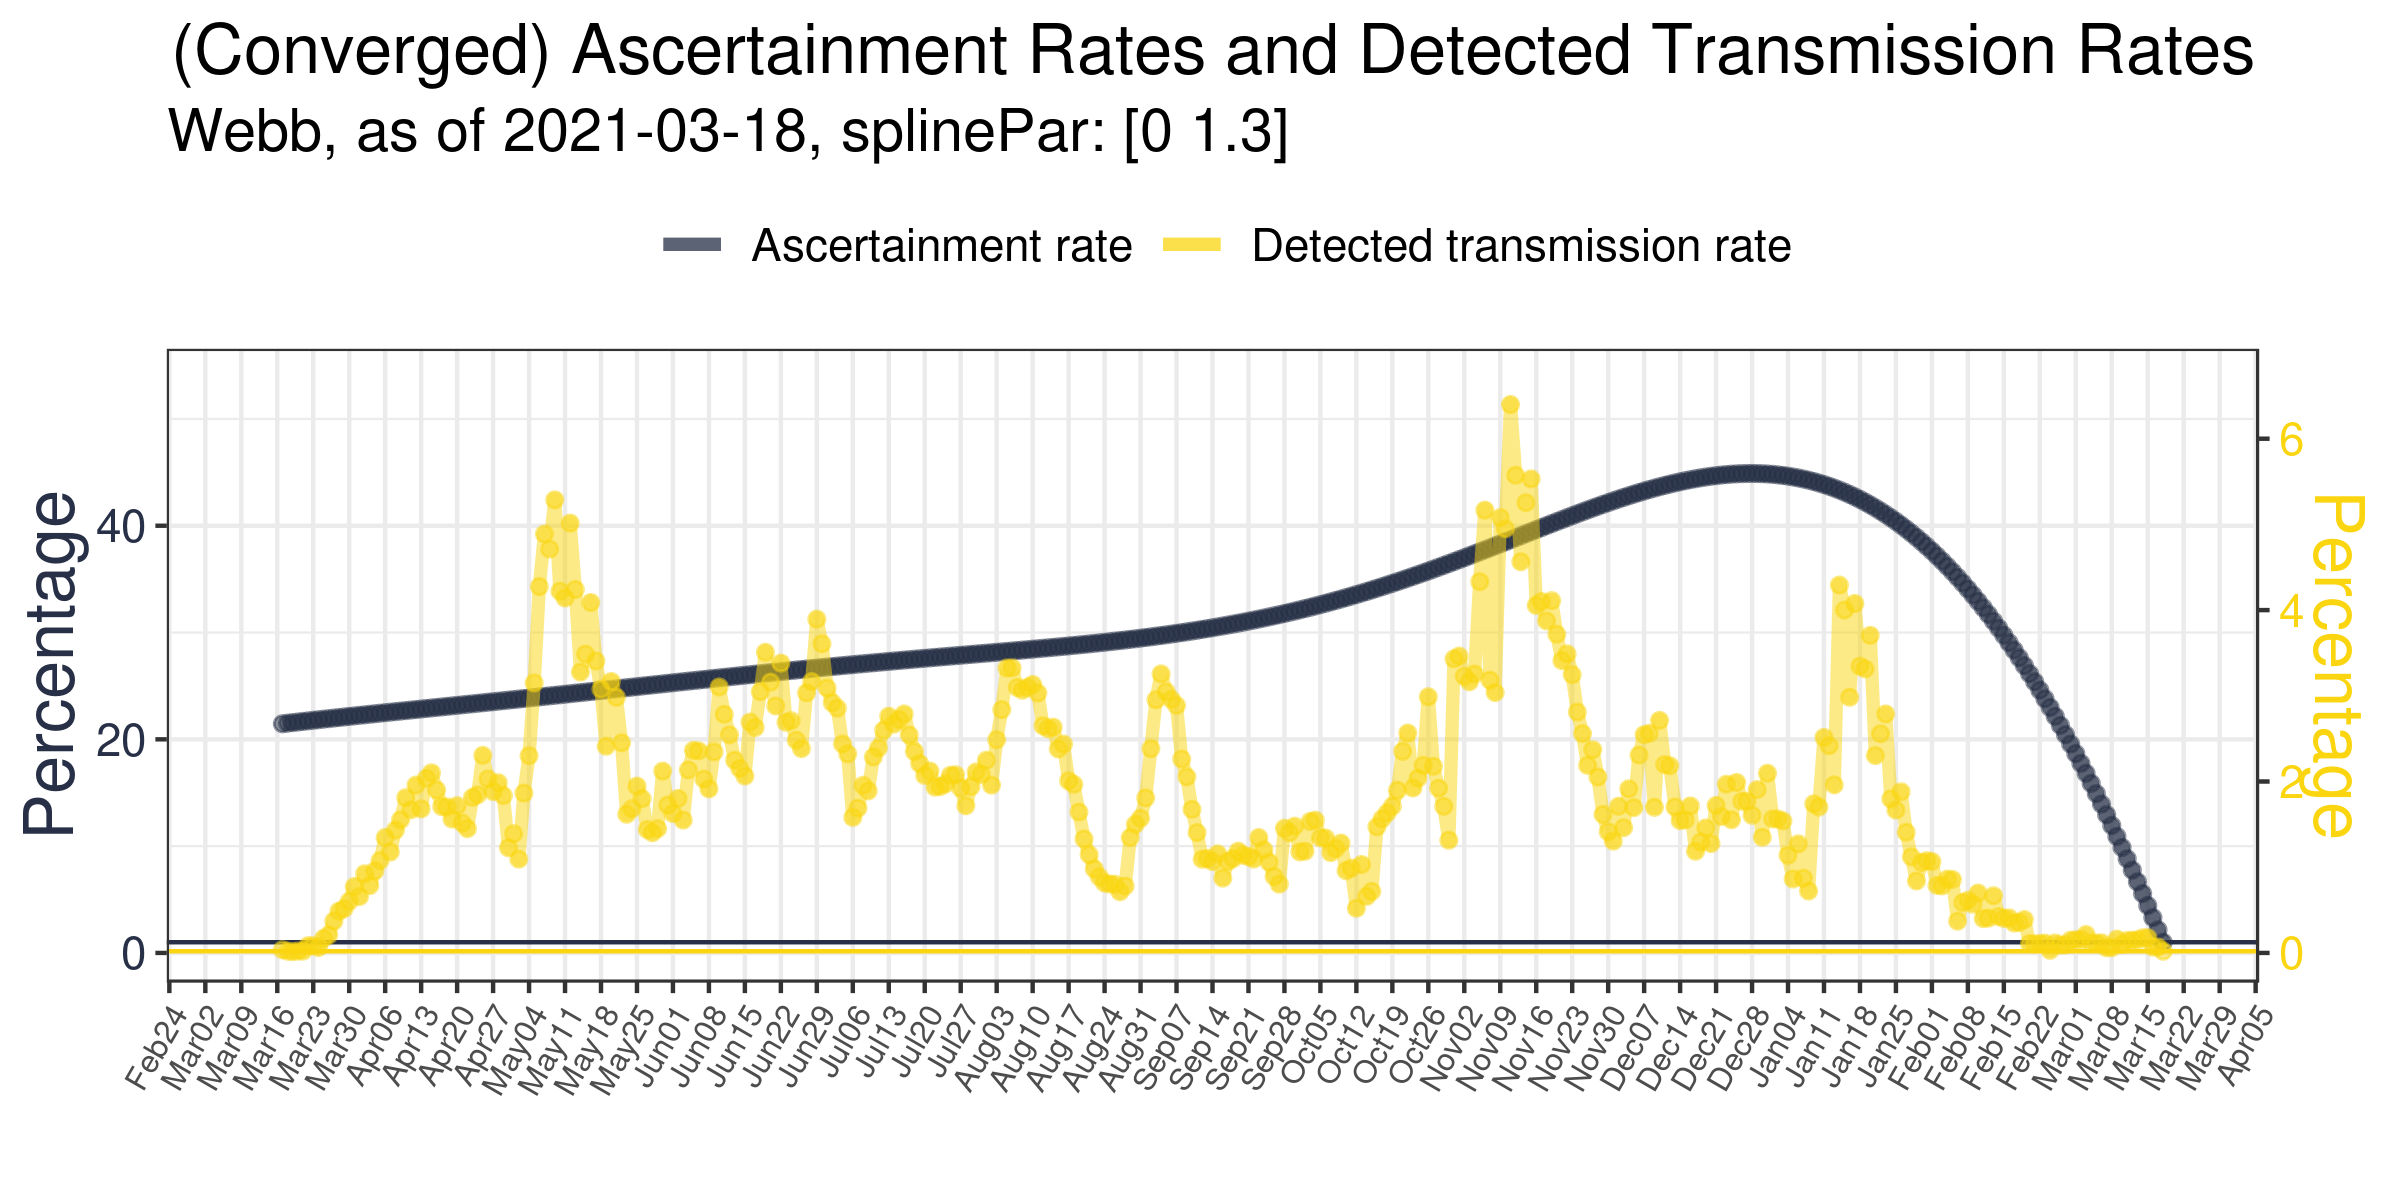 (Converged) Ascertainment Rates and Detected Transmission Rates
Webb, as of 2021-03-18, splinePar: [0 1.3]
Ascertainment rate
Detected transmission rate
Percentage
40
20
0
6
4
2
0
Percentage
Feb24
Mar02
Mar09
Mar16
Mar23
Mar30
Apr06
Apr13
Apr20
Apr27
May04
May11
May18
May25
Jun01
Jun08
Jun15
Jun22
Jun29
Jul06
Jul13
Jul20
Jul27
Aug03
Aug10
Aug17
Aug24
Aug31
Sep07
Sep14
Sep21
Sep28
Oct05
Oct12
Oct19
Oct26
Nov02
Nov09
Nov16
Nov23
Nov30
Dec07
Dec14
Dec21
Dec28
Jan04
Jan11
Jan18
Jan25
Feb01
Feb08
Feb15
Feb22
Mar01
Mar08
Mar15
Mar22
Mar29
Apr05